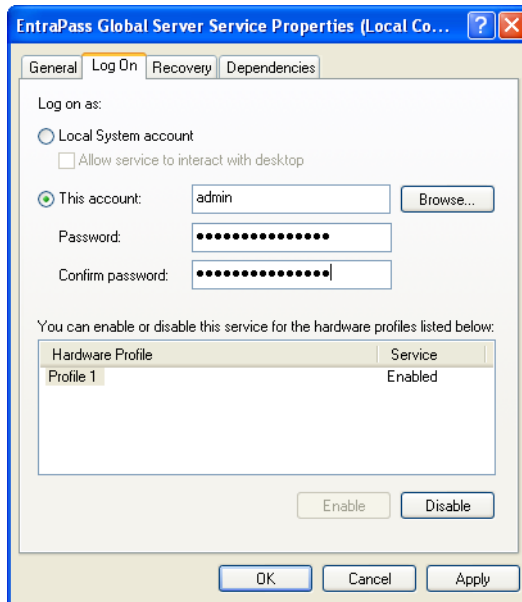 EntraPass Global Server Service Properties (Local Co...
General Log On Recovery Dependencies
Log on as:
Local System account
Allow service to interact with desktop
This account: admin Browse...
Password: ●●●●●●●●●●●●●●●
Confirm password: ●●●●●●●●●●●●●●●
You can enable or disable this service for the hardware profiles listed below:
Hardware Profile Service
Profile 1 Enabled
Enable Disable
OK Cancel Apply